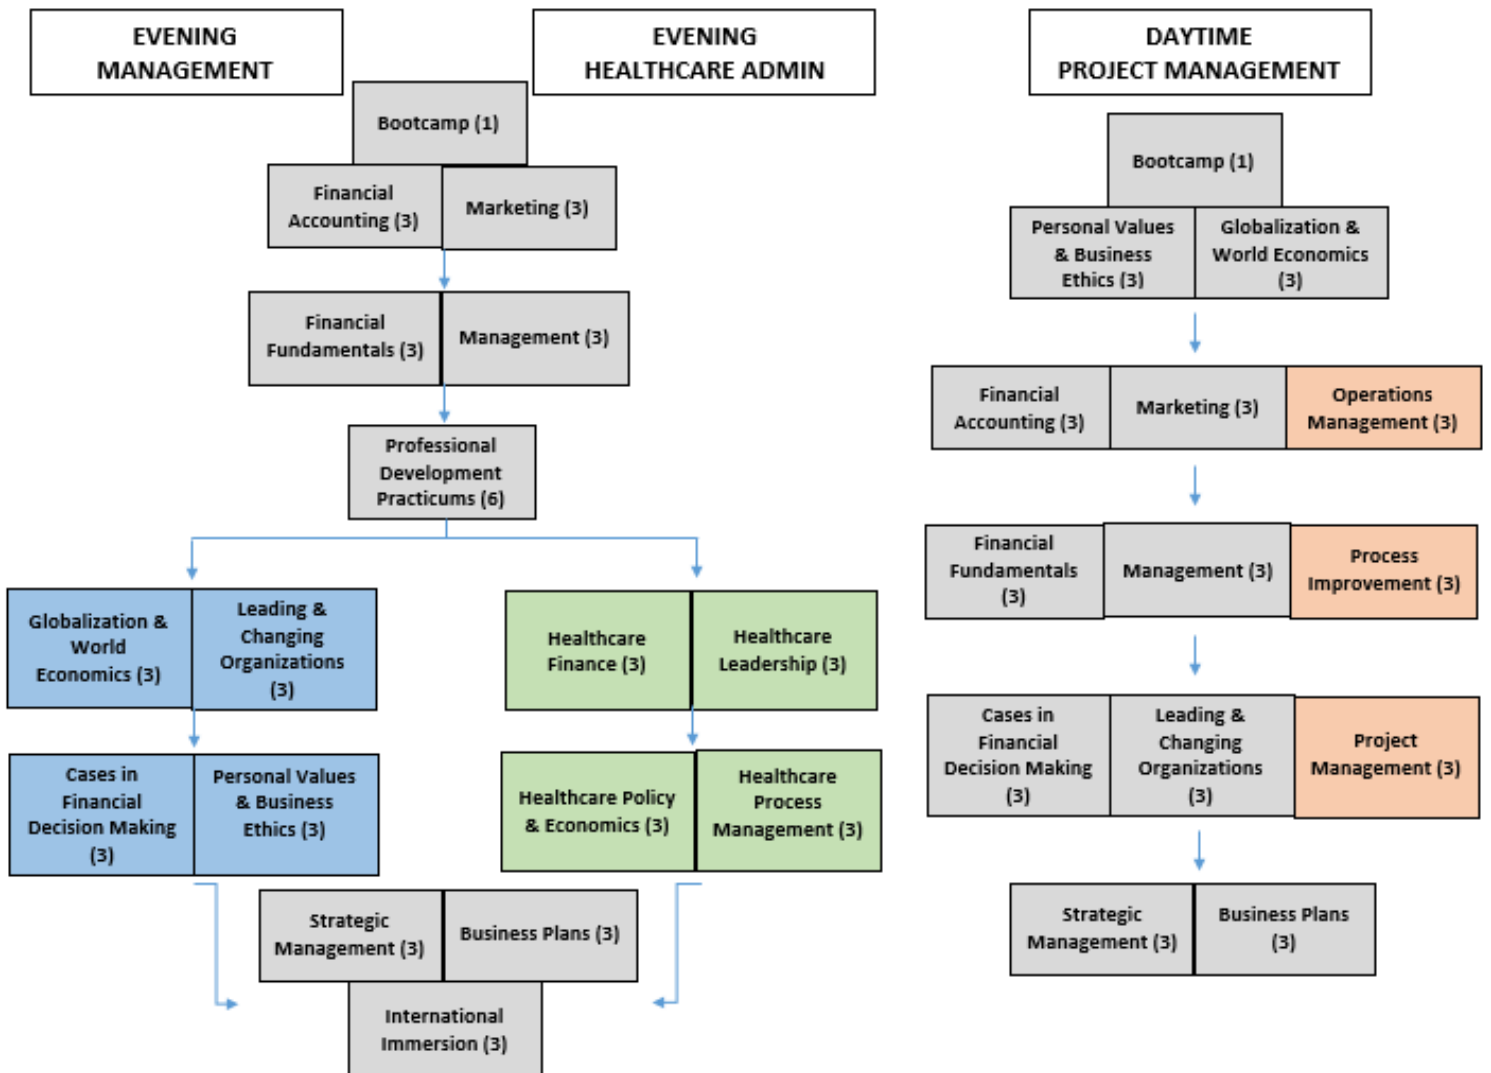 EVENING
MANAGEMENT
EVENING
HEALTHCARE ADMIN
Bootcamp (1)
Financial
Accounting (3)
Marketing (3)
Financial
Fundamentals (3)
Management (3)
Professional
Development
Practicums (6)
Globalization &
World
Economics (3)
Leading &
Changing
Organizations
(3)
Healthcare
Finance (3)
Healthcare
Leadership (3)
Cases in
Financial
Decision Making
(3)
Personal Values
& Business
Ethics (3)
Healthcare Policy
& Economics (3)
Healthcare
Process
Management (3)
Strategic
Management (3)
Business Plans (3)
International
Immersion (3)
DAYTIME
PROJECT MANAGEMENT
Bootcamp (1)
Personal Values
& Business
Ethics (3)
Globalization &
World Economics
(3)
Financial
Accounting (3)
Marketing (3)
Operations
Management (3)
Financial
Fundamentals
(3)
Management (3)
Process
Improvement (3)
Cases in
Financial
Decision Making
(3)
Leading &
Changing
Organizations
(3)
Project
Management (3)
Strategic
Management (3)
Business Plans
(3)